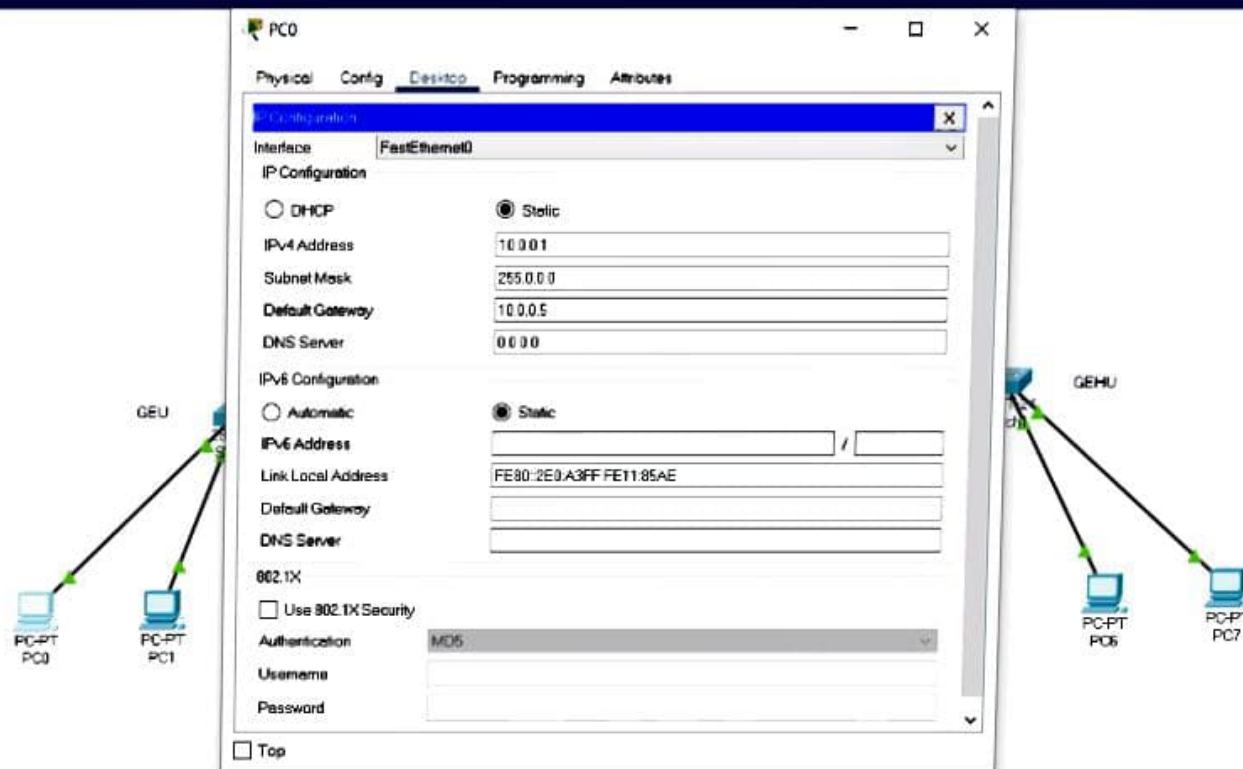 PC0
Physical Config Desktop Programming Attributes
IP Configuration X
Interface FastEthernet0
IP Configuration
DHCP Static
IPv4 Address 10.0.0.1
Subnet Mask 255.0.0.0
Default Gateway 10.0.0.5
DNS Server 0.0.0.0
IPv6 Configuration
Automatic Static
IPv6 Address /
Link Local Address FE80::2E0:A3FF:FE11:85AE
Default Gateway
DNS Server
802.1X
Use 802.1X Security
Authentication MD5
Username
Password
Top
GEU
PC-PT
PC0
PC-PT
PC1
GEHU
PC-PT
PC6
PC-PT
PC7